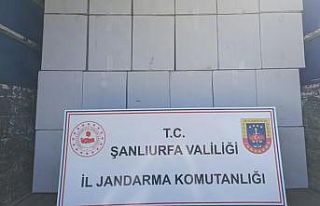 T.C.
ŞANLIURFA VALİLİĞİ
İL JANDARMA KOMUTANLIĞI